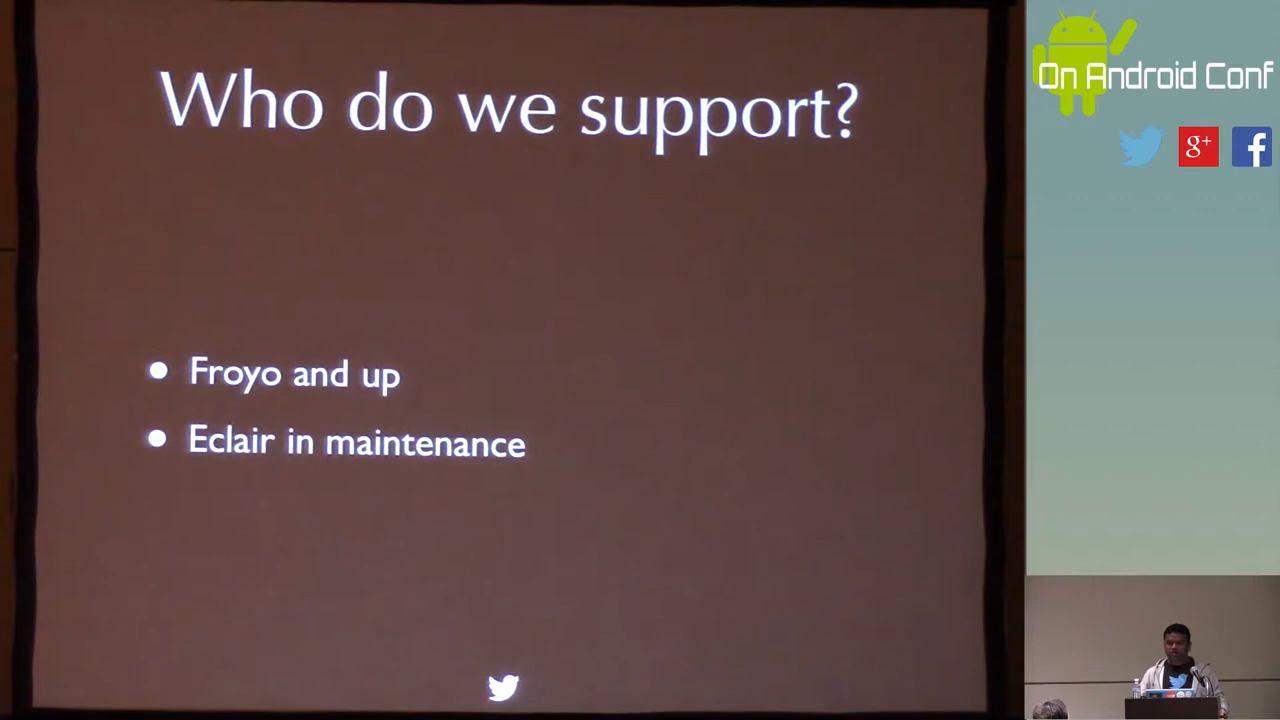 Who do we support?
Froyo and up
Eclair in maintenance
On Android Conf
g+
f